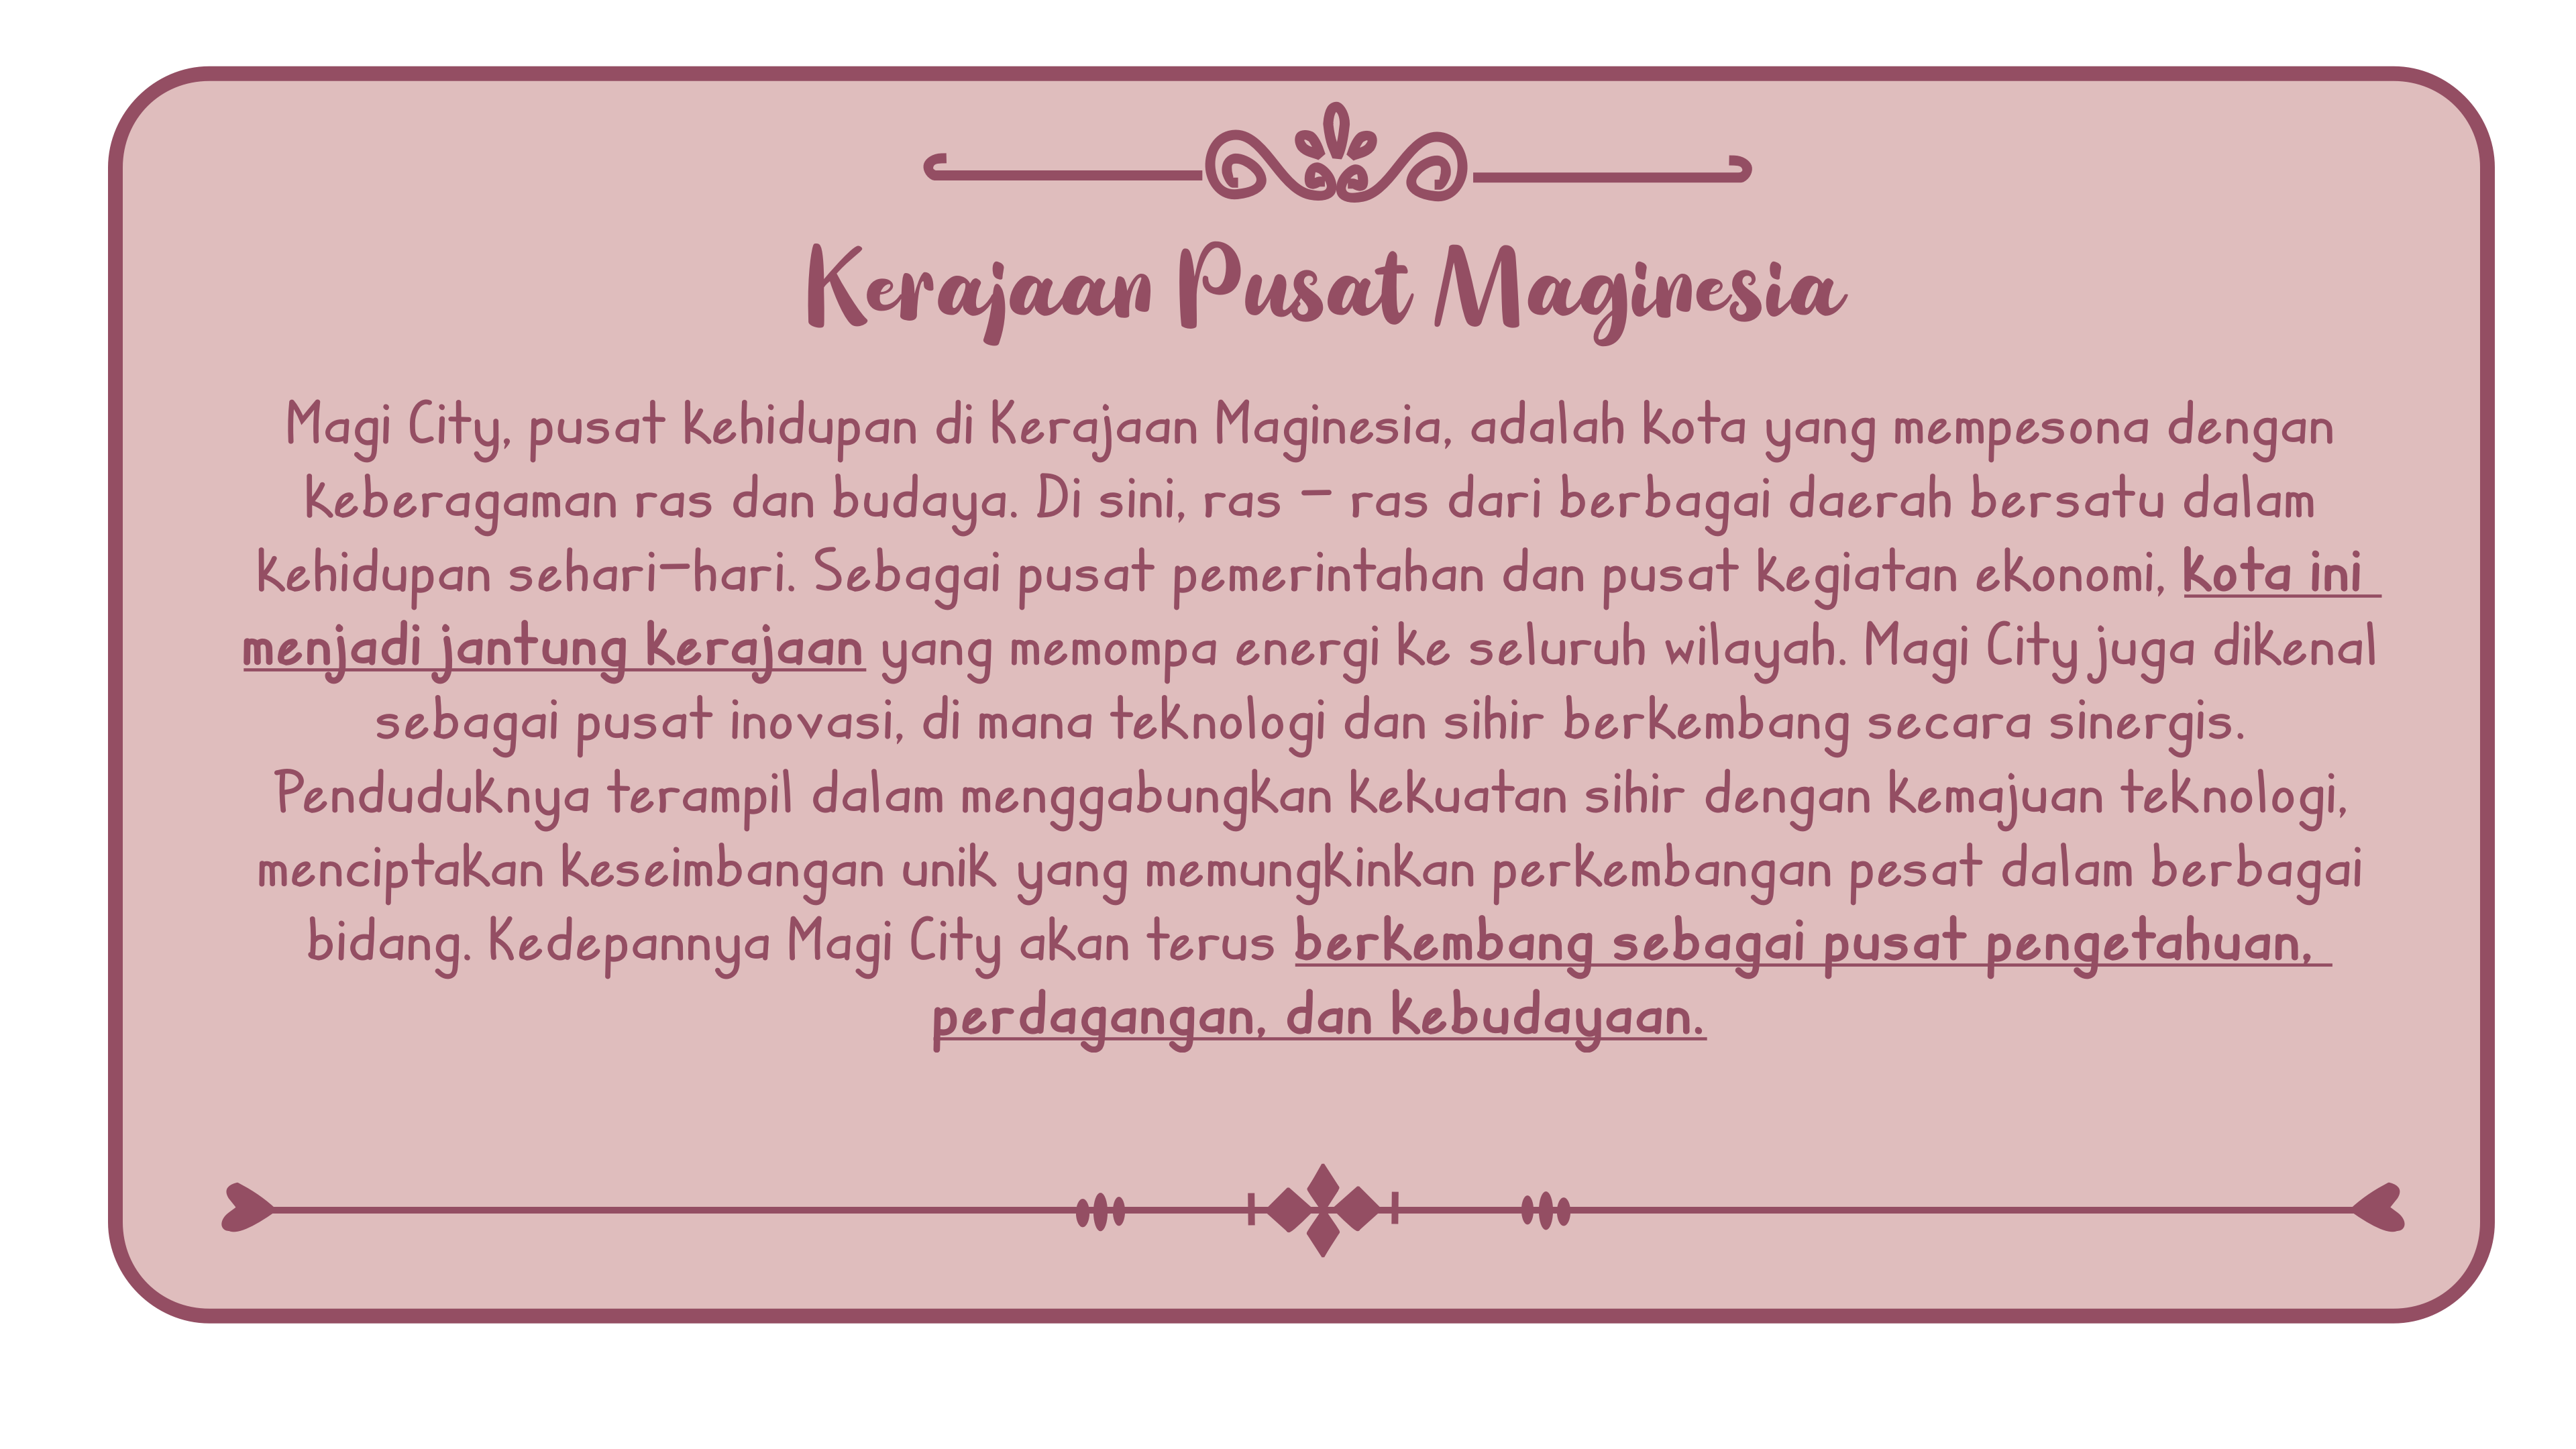 Kerajaan Pusat Maginesia
Magi City, pusat kehidupan di Kerajaan Maginesia, adalah kota yang mempesona dengan
keberagaman ras dan budaya. Di sini, ras - ras dari berbagai daerah bersatu dalam
kehidupan sehari-hari. Sebagai pusat pemerintahan dan pusat kegiatan ekonomi, kota ini
menjadi jantung kerajaan yang memompa energi ke seluruh wilayah. Magi City juga dikenal
sebagai pusat inovasi, di mana teknologi dan sihir berkembang secara sinergis.
Penduduknya terampil dalam menggabungkan kekuatan sihir dengan kemajuan teknologi,
menciptakan keseimbangan unik yang memungkinkan perkembangan pesat dalam berbagai
bidang. Kedepannya Magi City akan terus berkembang sebagai pusat pengetahuan,
perdagangan, dan kebudayaan.